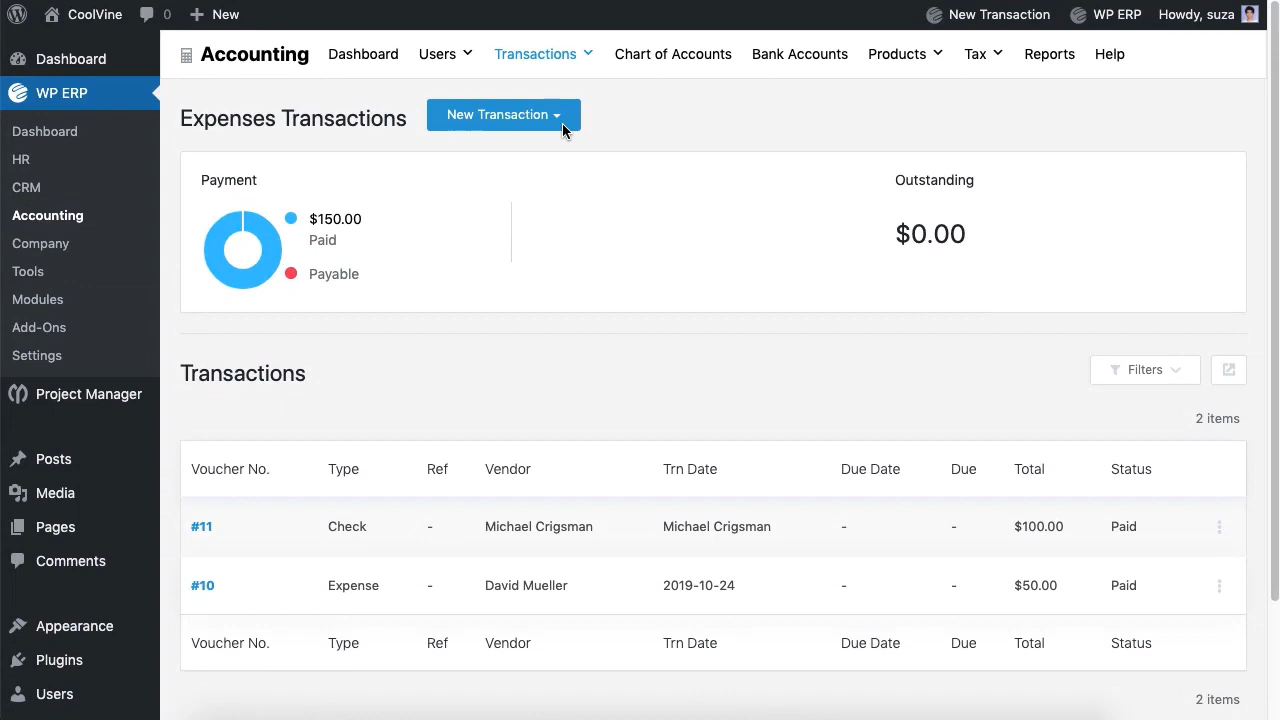 CoolVine 0 New New Transaction WP ERP Howdy, suza
Dashboard
WP ERP
Dashboard
HR
CRM
Accounting
Company
Tools
Modules
Add-Ons
Settings
Project Manager
Posts
Media
Pages
Comments
Appearance
Plugins
Users
Accounting Dashboard Users Transactions Chart of Accounts Bank Accounts Products Tax Reports Help
Expenses Transactions New Transaction
Payment
$150.00
Paid
Payable
Outstanding
$0.00
Transactions Filters
2 items
Voucher No. Type Ref Vendor Trn Date Due Date Due Total Status
#11 Check - Michael Crigsman Michael Crigsman - - $100.00 Paid
#10 Expense - David Mueller 2019-10-24 - - $50.00 Paid
Voucher No. Type Ref Vendor Trn Date Due Date Due Total Status
2 items